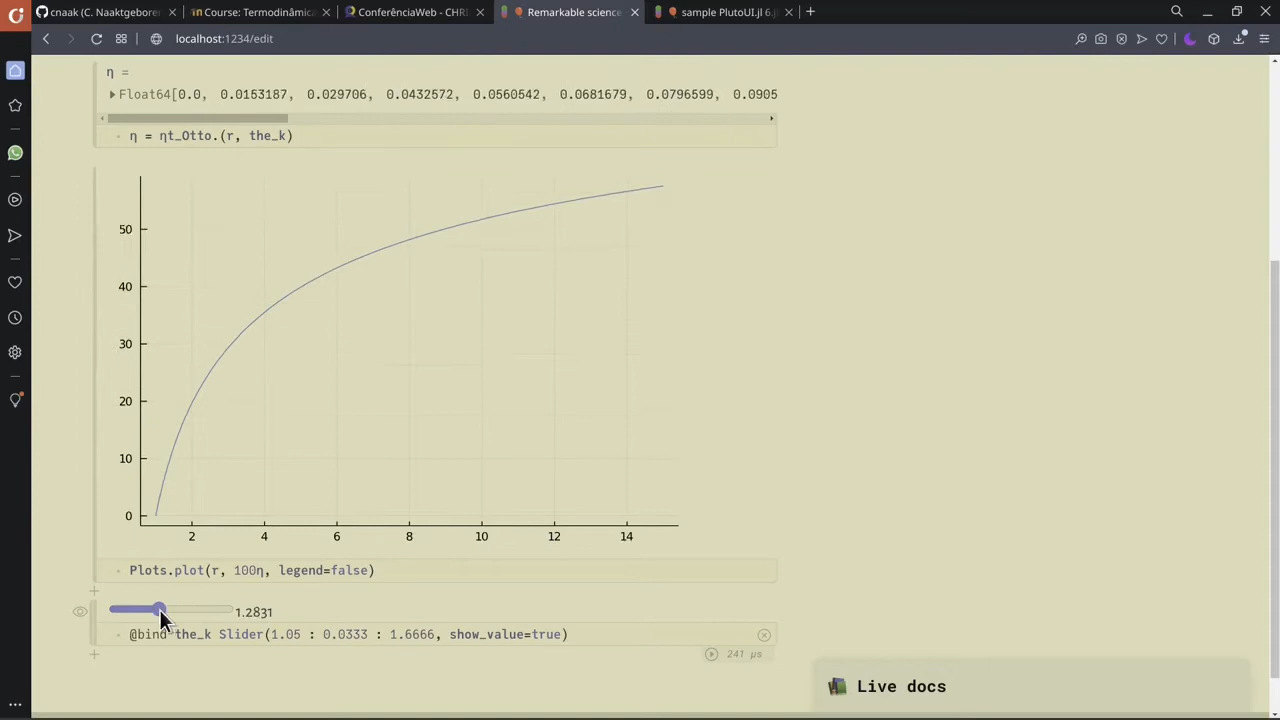 cnaak (C. Naaktgeboren
Course: Termodinâmica
ConferênciaWeb - CHRI
Remarkable science
sample PlutoUI.jl 6.jl
localhost:1234/edit
η =
Float64[0.0, 0.0153187, 0.029706, 0.0432572, 0.0560542, 0.0681679, 0.0796599, 0.0905
η = ηt_Otto.(r, the_k)
50
40
30
20
10
0
2 4 6 8 10 12 14
Plots.plot(r, 100η, legend=false)
1.2831
@bind the_k Slider(1.05 : 0.0333 : 1.6666, show_value=true)
241 μs
Live docs